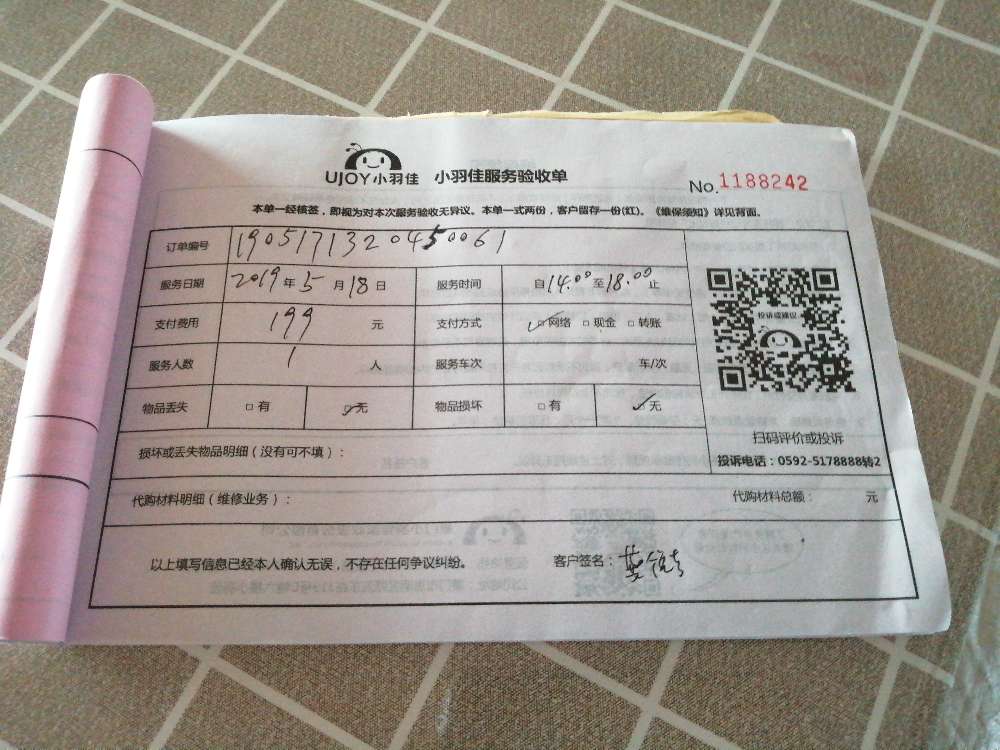 UJOY小羽佳 小羽佳服务验收单
No.1188242
本单一经核签，即视为对本次服务验收无异议。本单一式两份，客户留存一份(红)。《维保须知》详见背面。
订单编号 190517132045 0061
服务日期 2019年5月18日 服务时间 自14.00至18.00止
支付费用 199 元 支付方式 网络 现金 转账
投诉或建议
服务人数 1 人 服务车次 车/次
物品丢失 有 无 物品损坏 有 无
扫码评价或投诉
损坏或丢失物品明细(没有可不填)：
投诉电话：0592-5178888转2
代购材料明细(维修业务)： 代购材料总额： 元
以上填写信息已经本人确认无误，不存在任何争议纠纷。 客户签名：